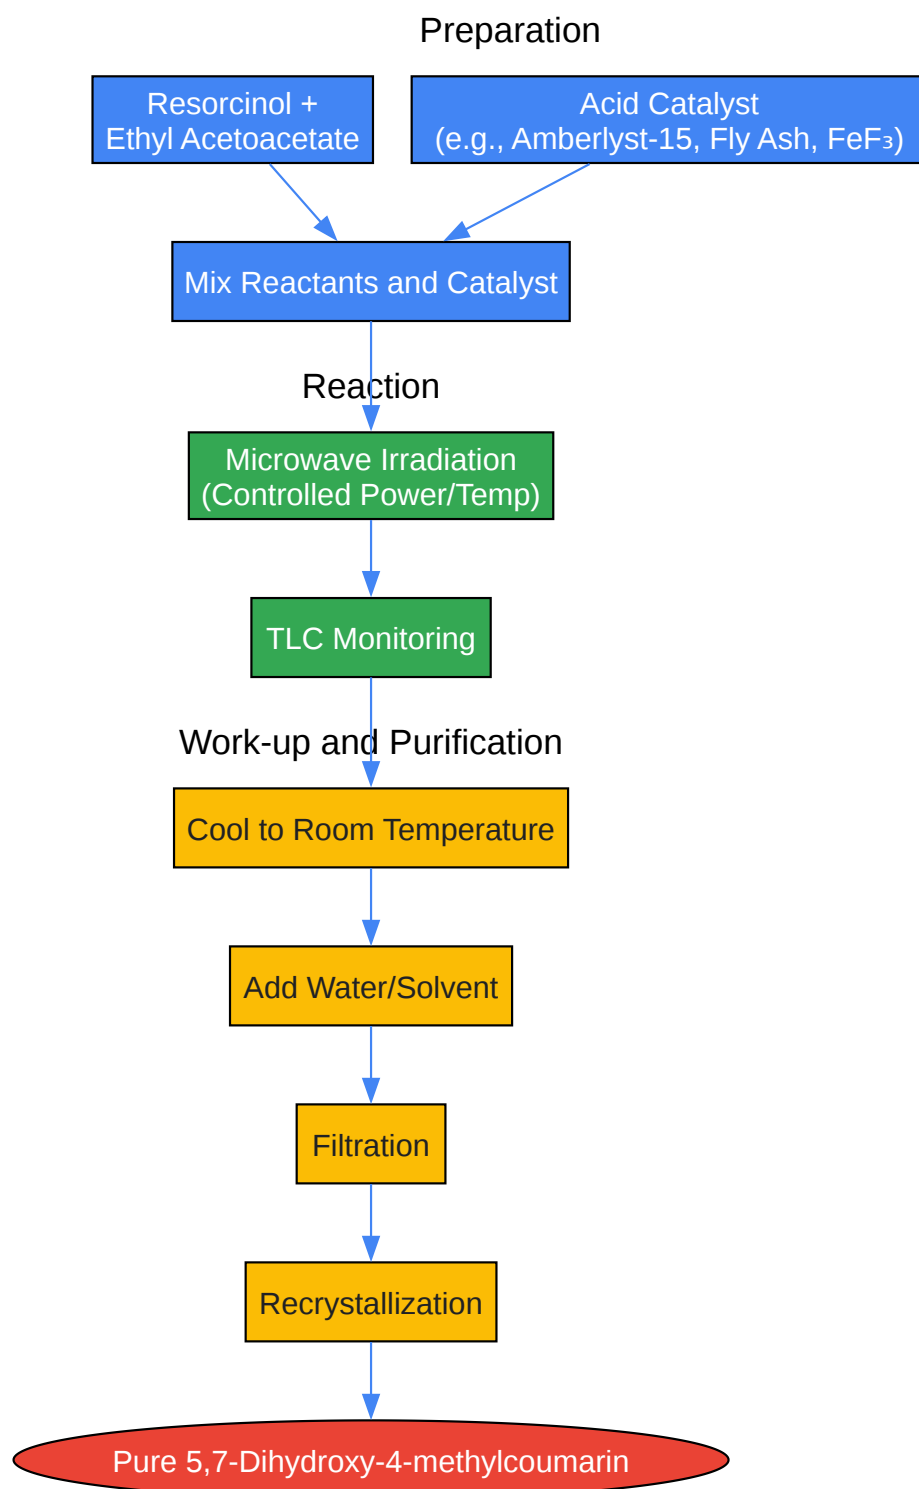 Preparation
Resorcinol +
Ethyl Acetoacetate
Acid Catalyst
(e.g., Amberlyst-15, Fly Ash, FeF₃)
Mix Reactants and Catalyst
Reaction
Microwave Irradiation
(Controlled Power/Temp)
TLC Monitoring
Work-up and Purification
Cool to Room Temperature
Add Water/Solvent
Filtration
Recrystallization
Pure 5,7-Dihydroxy-4-methylcoumarin